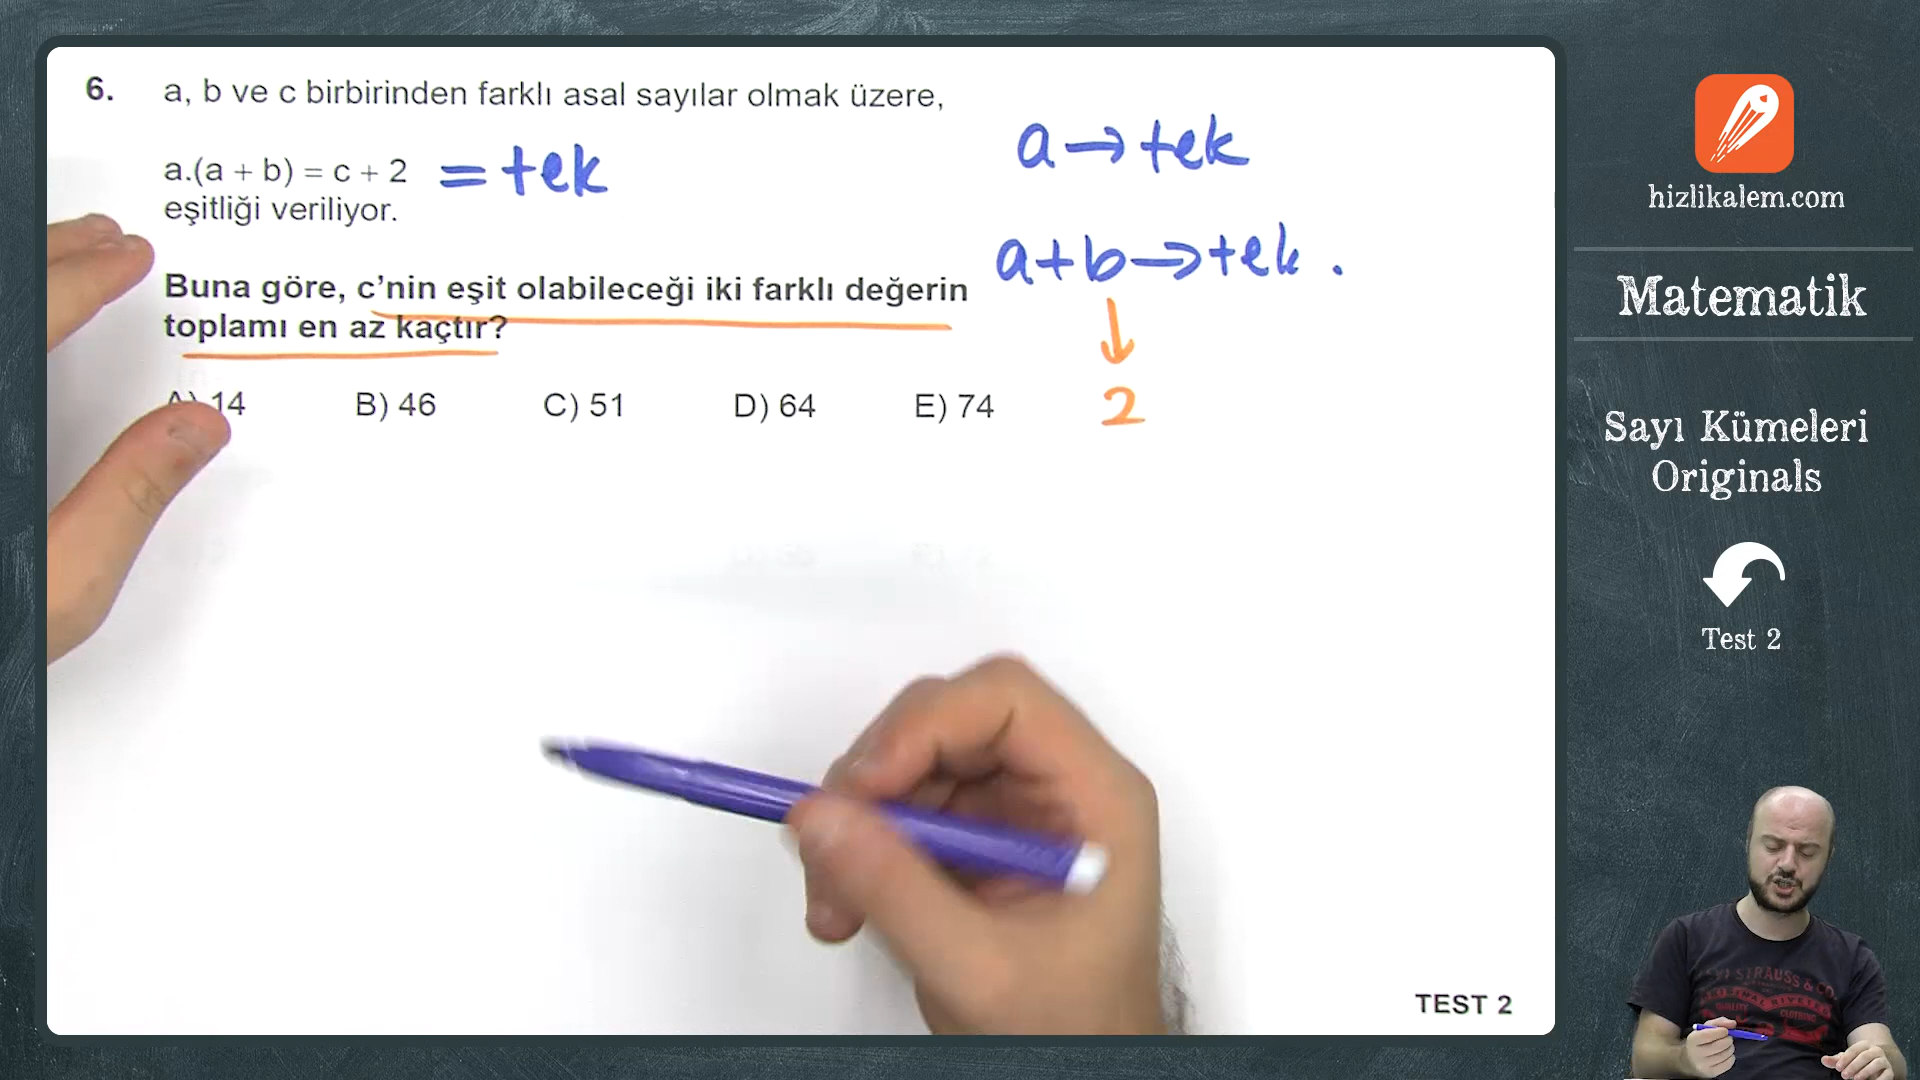 6. a, b ve c birbirinden farklı asal sayılar olmak üzere,
a.(a + b) = c + 2 = tek
eşitliği veriliyor.
Buna göre, c'nin eşit olabileceği iki farklı değerin
toplamı en az kaçtır?
A) 14 B) 46 C) 51 D) 64 E) 74
a → tek
a+b → tek .
↓
2
TEST 2
hizlikalem.com
Matematik
Sayı Kümeleri
Originals
Test 2